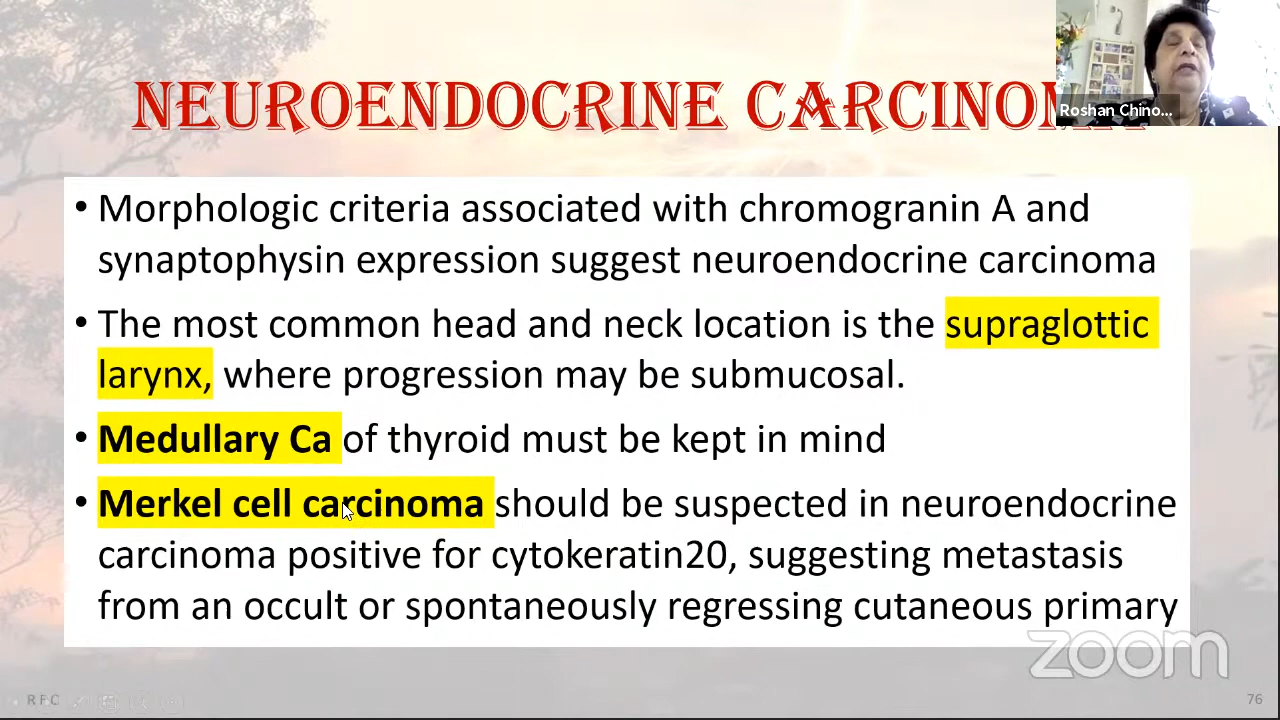 NEUROENDOCRINE CARCINOMA
Roshan Chino...
• Morphologic criteria associated with chromogranin A and
synaptophysin expression suggest neuroendocrine carcinoma
• The most common head and neck location is the supraglottic
larynx, where progression may be submucosal.
• Medullary Ca of thyroid must be kept in mind
• Merkel cell carcinoma should be suspected in neuroendocrine
carcinoma positive for cytokeratin20, suggesting metastasis
from an occult or spontaneously regressing cutaneous primary
zoom
RFC
76